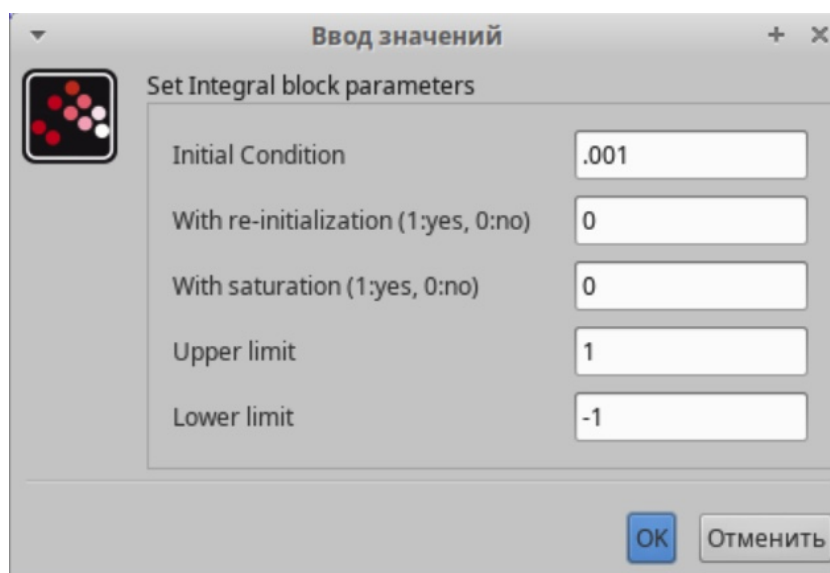 Ввод значений
Set Integral block parameters
Initial Condition .001
With re-initialization (1:yes, 0:no) 0
With saturation (1:yes, 0:no) 0
Upper limit 1
Lower limit -1
OK Отменить